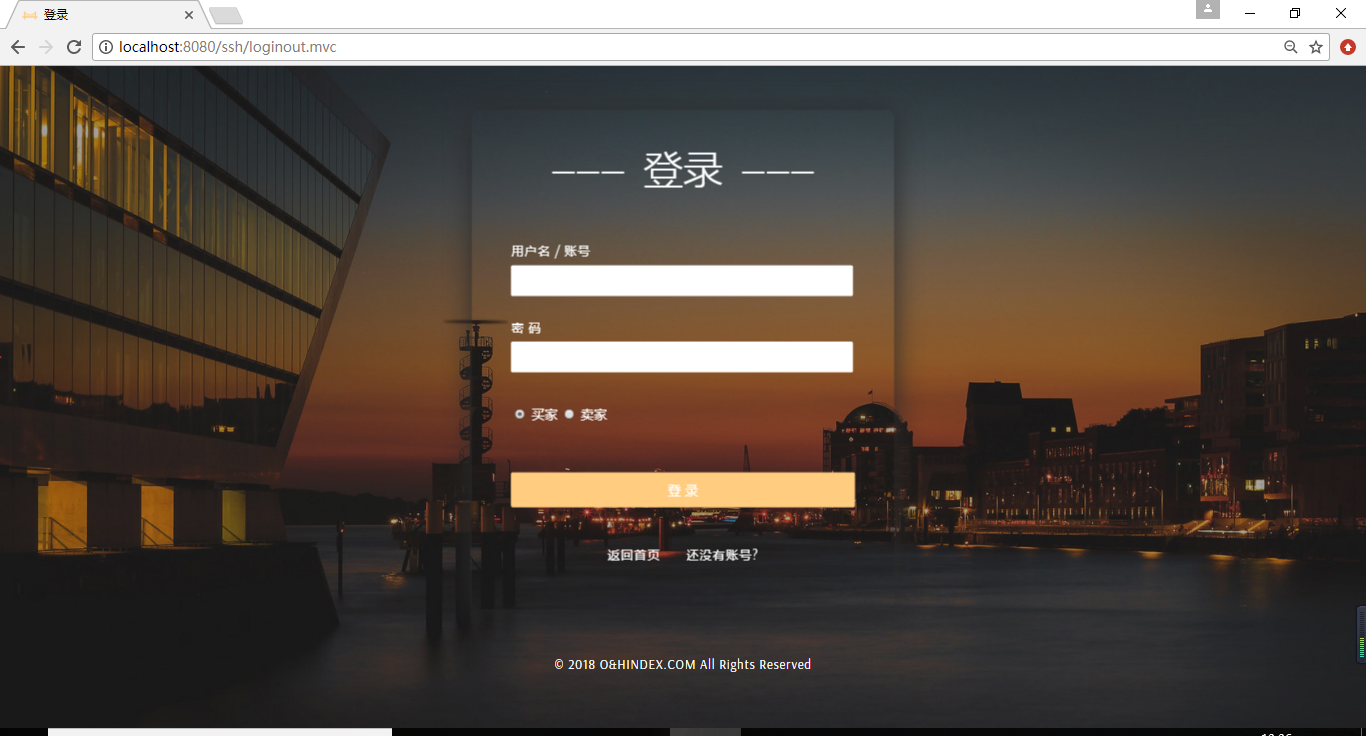 登录
localhost:8080/ssh/loginout.mvc
––– 登录 –––
用户名 / 账号
密 码
买家 卖家
登 录
返回首页 还没有账号?
© 2018 O&HINDEX.COM All Rights Reserved